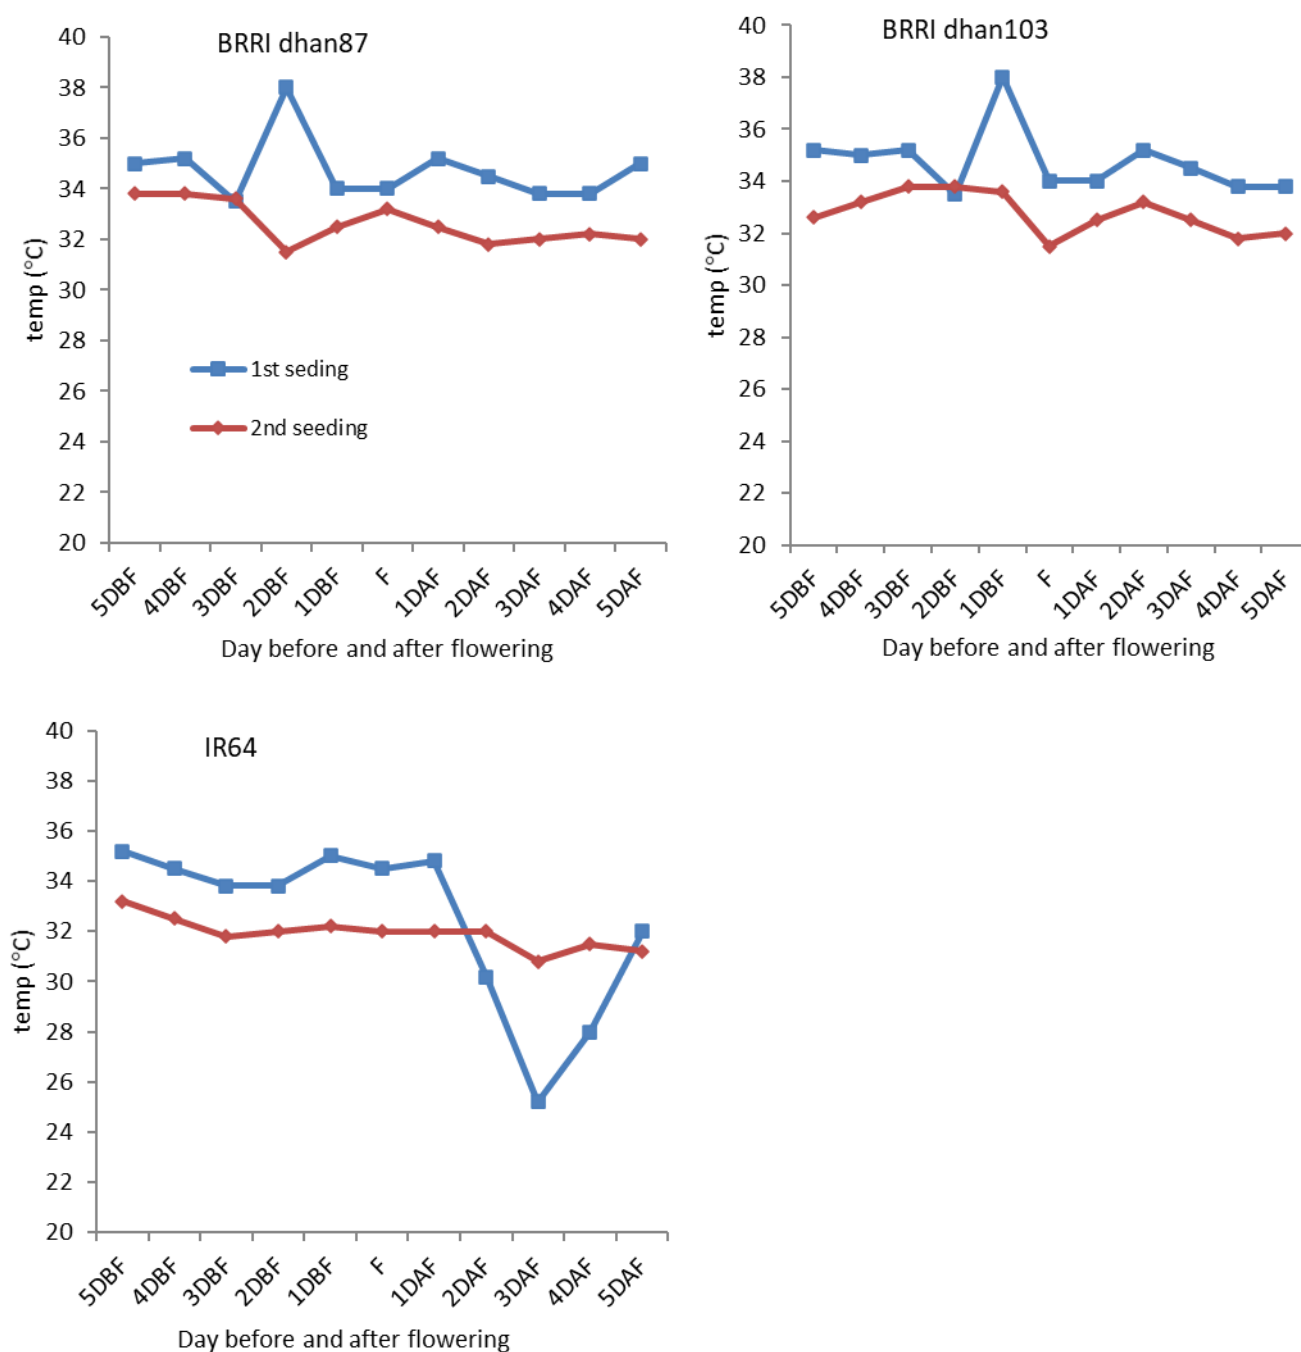 BRRI dhan87
40
38
36
34
32
30
28
26
24
22
20
temp (°C)
1st seding
2nd seeding
5DBF
4DBF
3DBF
2DBF
1DBF
F
1DAF
2DAF
3DAF
4DAF
5DAF
Day before and after flowering
BRRI dhan103
40
38
36
34
32
30
28
26
24
22
20
temp (°C)
5DBF
4DBF
3DBF
2DBF
1DBF
F
1DAF
2DAF
3DAF
4DAF
5DAF
Day before and after flowering
IR64
40
38
36
34
32
30
28
26
24
22
20
temp (°C)
5DBF
4DBF
3DBF
2DBF
1DBF
F
1DAF
2DAF
3DAF
4DAF
5DAF
Day before and after flowering